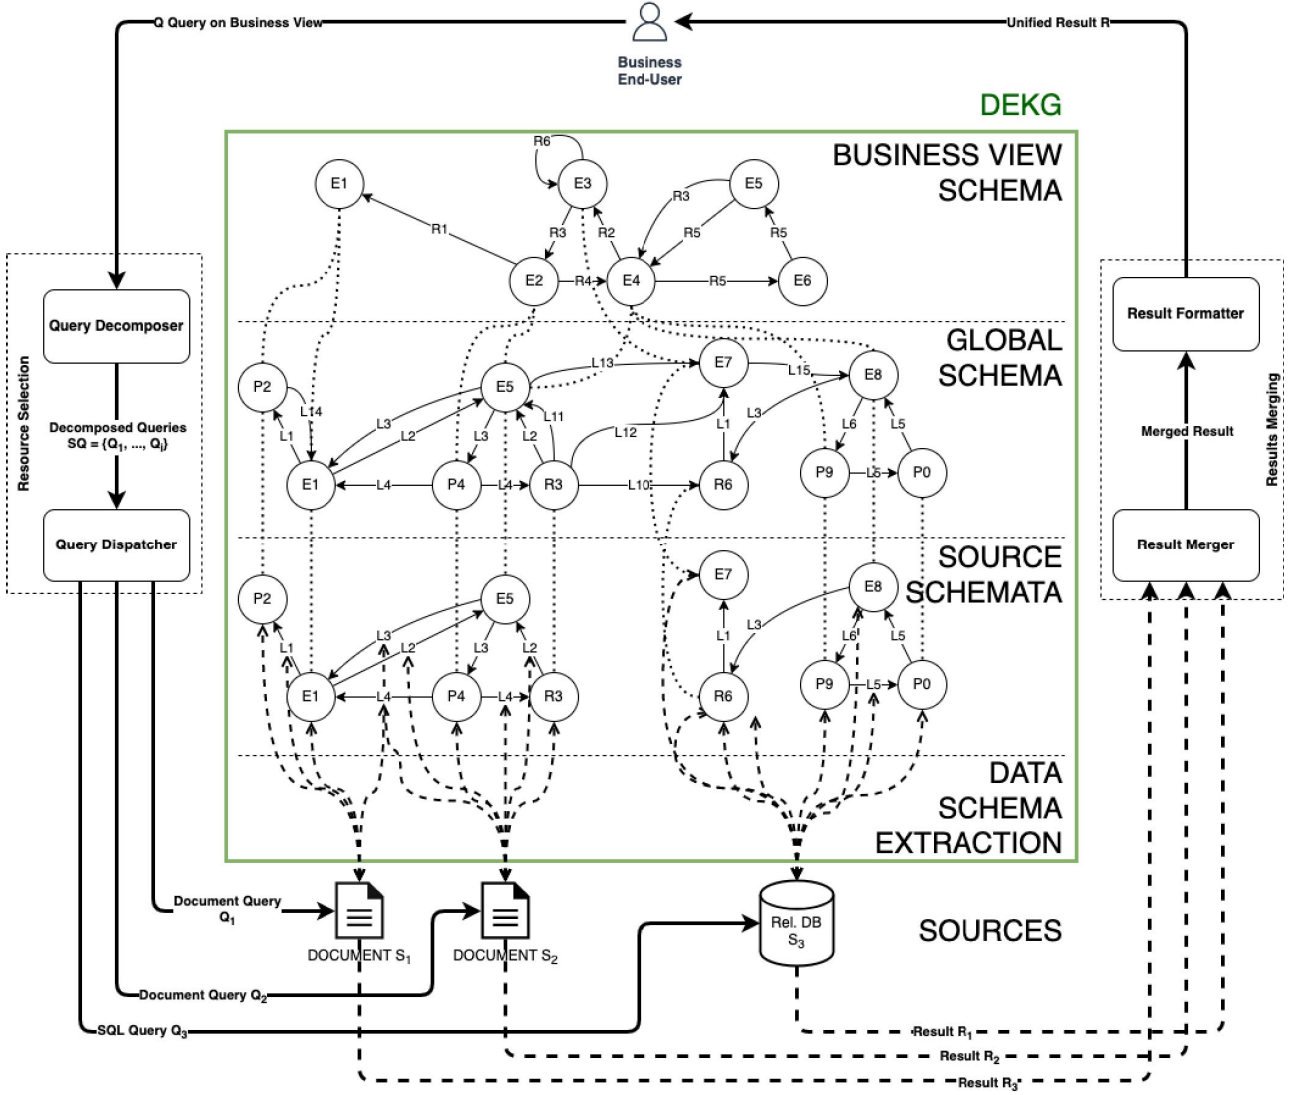 Q Query on Business View
Unified Result R
Business
End-User
DEKG
BUSINESS VIEW
SCHEMA
R6
E1
E3
E5
R3
R1
R3
R2
R5
R5
E2
R4
E4
R5
E6
Query Decomposer
Decomposed Queries
SQ = {Q1, ..., Qi}
Query Dispatcher
Resource Selection
Result Formatter
Merged Result
Result Merger
Results Merging
GLOBAL
SCHEMA
P2
E5
L13
E7
L15
E8
L14
L3
L11
L3
L1
L2
L3
L2
L12
L1
L6
L5
E1
L4
P4
L4
R3
L10
R6
P9
L5
P0
SOURCE
SCHEMATA
P2
E5
E7
E8
L3
L1
L2
L3
L2
L1
L3
L6
L5
E1
L4
P4
L4
R3
R6
P9
L5
P0
DATA
SCHEMA
EXTRACTION
Document Query
Q1
DOCUMENT S1
DOCUMENT S2
Rel. DB
S3
SOURCES
Document Query Q2
SQL Query Q3
Result R1
Result R2
Result R3